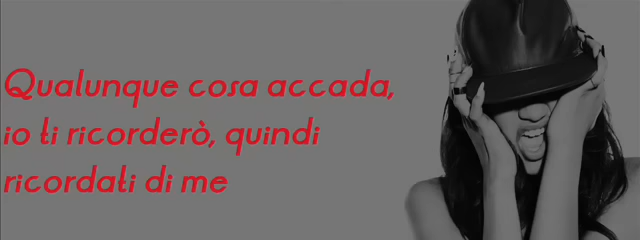 Qualunque cosa accada,
io ti ricorderò, quindi
ricordati di me